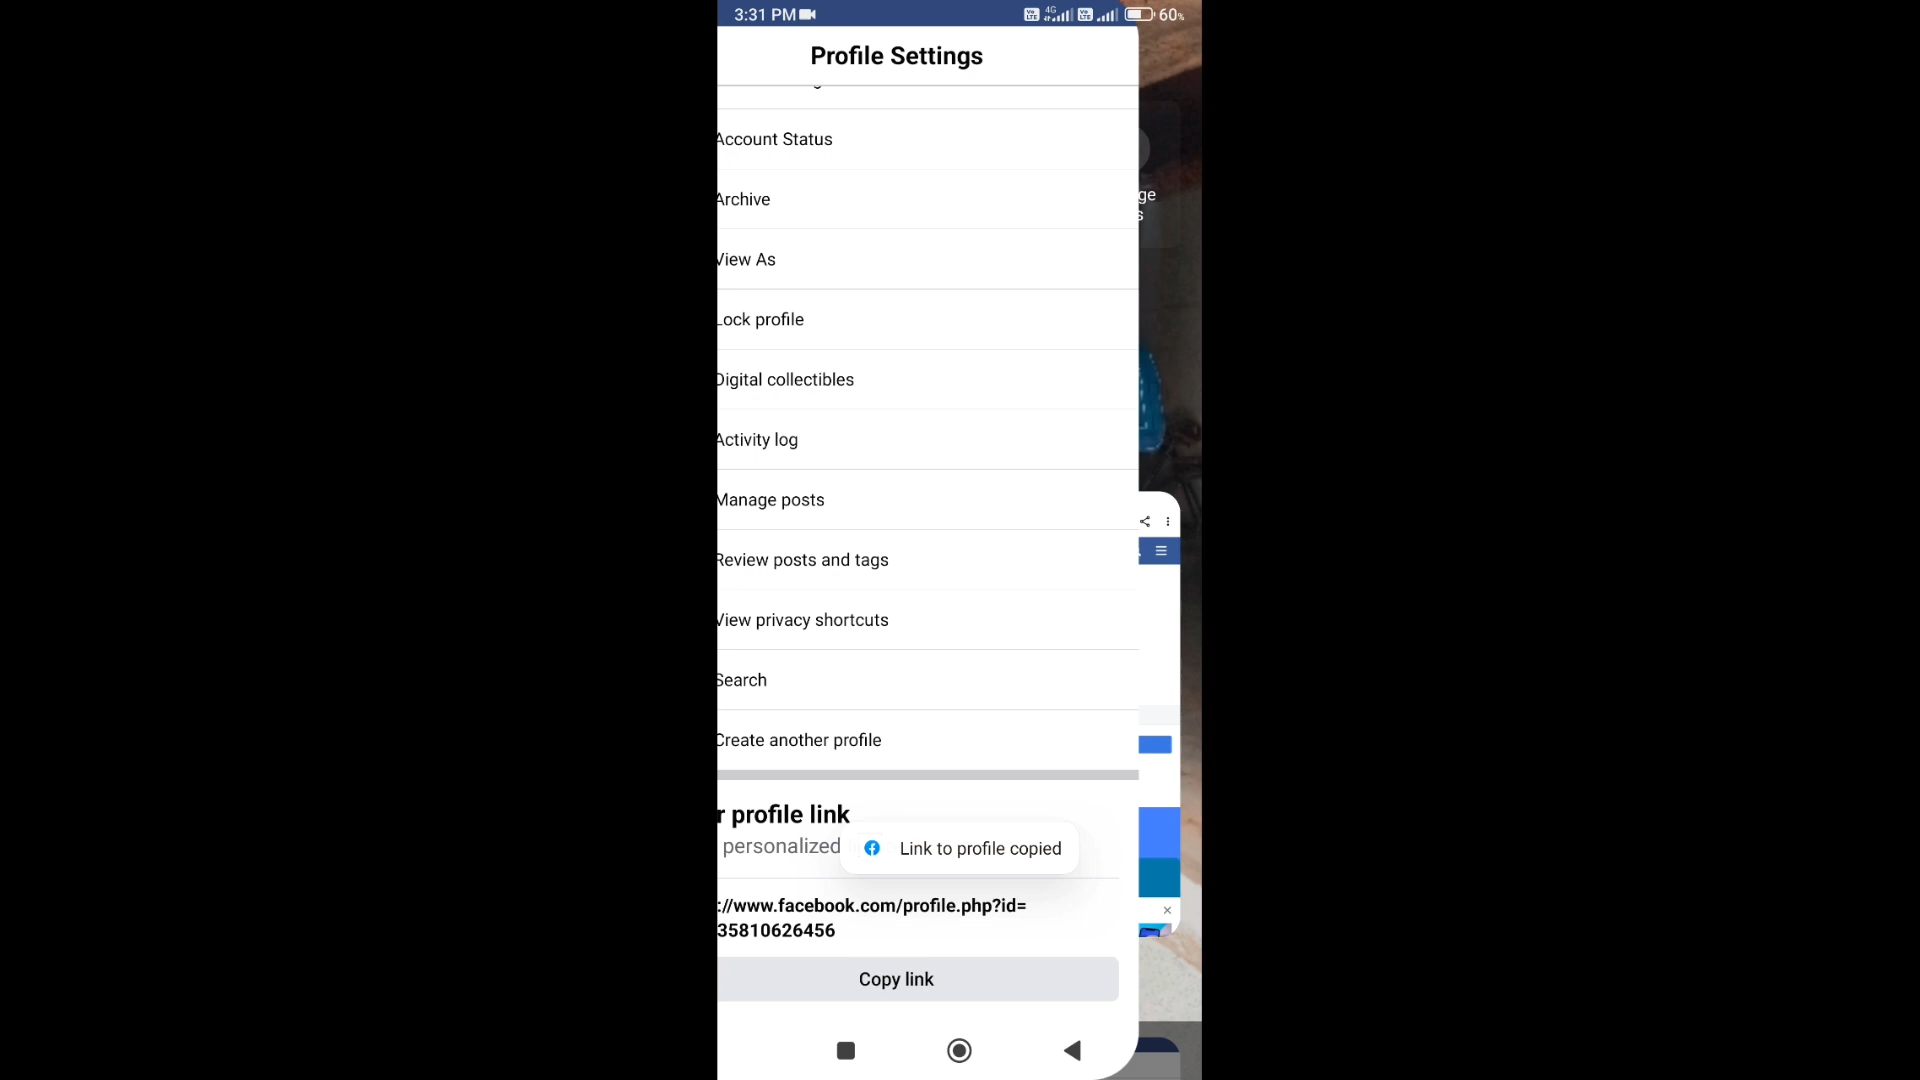 3:31 PM
4G
60%
Profile Settings
Account Status
Archive
ge
s
View As
Lock profile
Digital collectibles
Activity log
Manage posts
Review posts and tags
View privacy shortcuts
Search
Create another profile
r profile link
personalized
Link to profile copied
://www.facebook.com/profile.php?id=
35810626456
Copy link